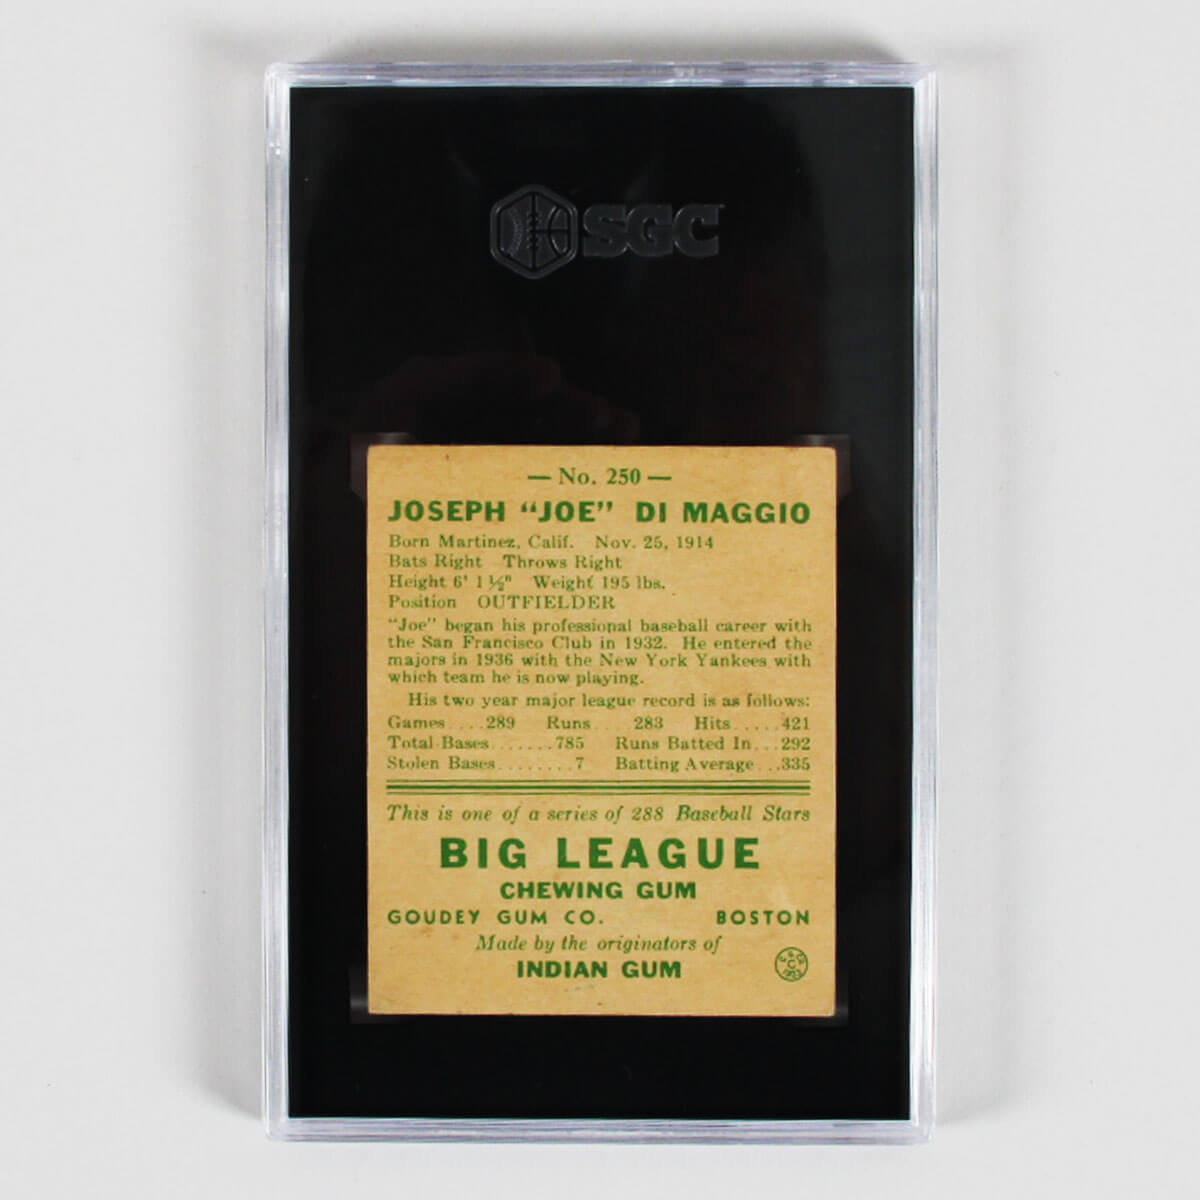 SGC
— No. 250 —
JOSEPH "JOE" DI MAGGIO
Born Martinez, Calif. Nov. 25, 1914
Bats Right Throws Right
Height 6' 1½" Weight 195 lbs.
Position OUTFIELDER
"Joe" began his professional baseball career with
the San Francisco Club in 1932. He entered the
majors in 1936 with the New York Yankees with
which team he is now playing.
His two year major league record is as follows:
Games....289 Runs....283 Hits.....421
Total Bases.......785 Runs Batted In...292
Stolen Bases........7 Batting Average...335
This is one of a series of 288 Baseball Stars
BIG LEAGUE
CHEWING GUM
GOUDEY GUM CO. BOSTON
Made by the originators of
INDIAN GUM